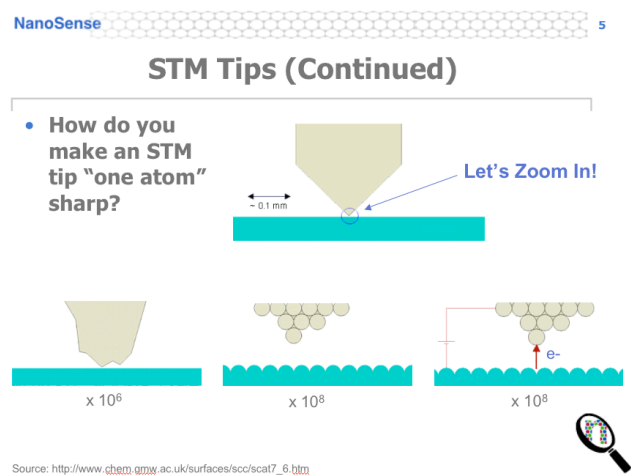 NanoSense
5
STM Tips (Continued)
• How do you
make an STM
tip “one atom”
sharp?
Let’s Zoom In!
~ 0.1 mm
e-
x 10⁶
x 10⁸
x 10⁸
n
Source: http://www.chem.qmw.ac.uk/surfaces/scc/scat7_6.htm